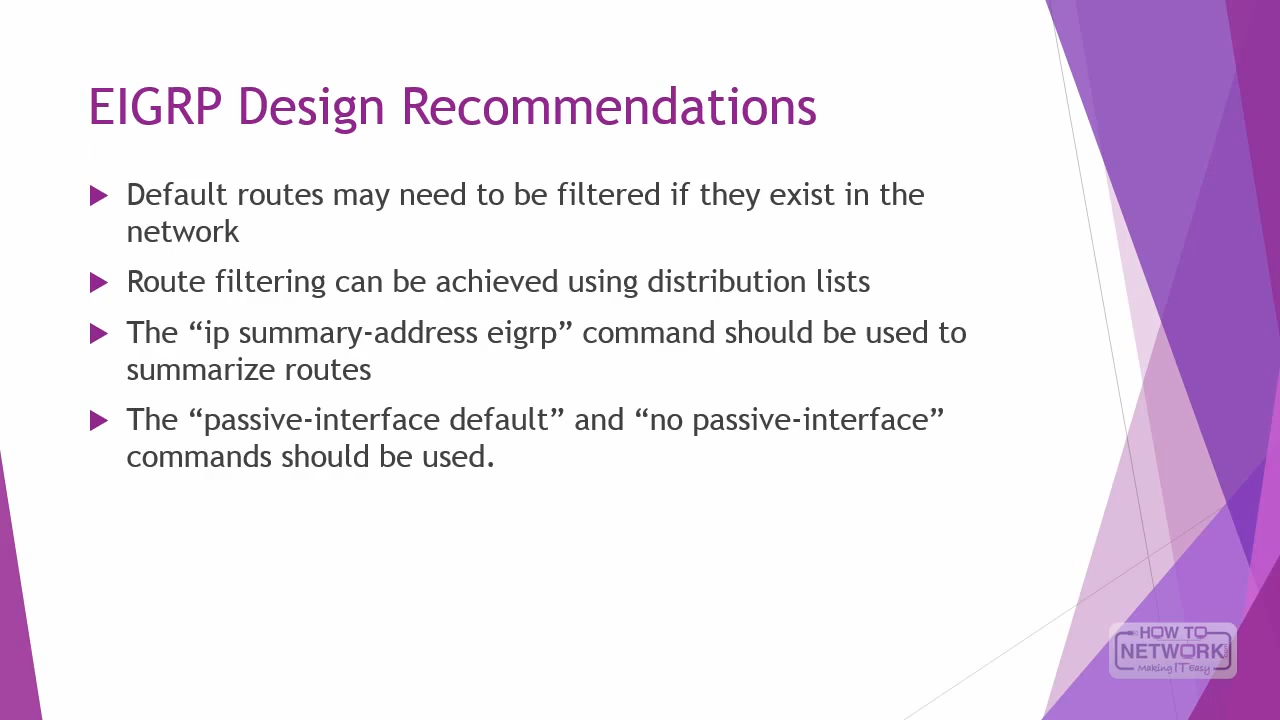 EIGRP Design Recommendations
Default routes may need to be filtered if they exist in the
network
Route filtering can be achieved using distribution lists
The “ip summary-address eigrp” command should be used to
summarize routes
The “passive-interface default” and “no passive-interface”
commands should be used.
HOW TO
NETWORK
Making IT Easy